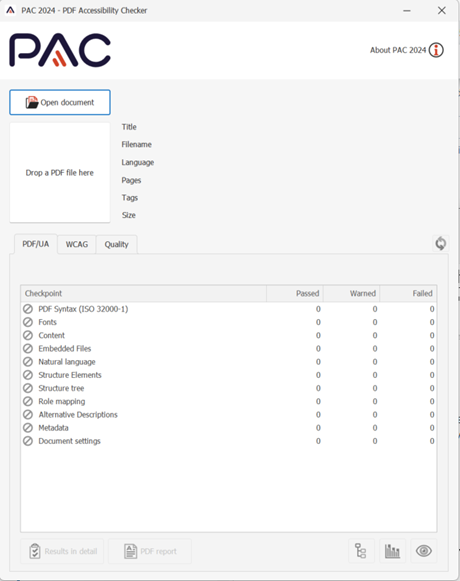 PAC 2024 - PDF Accessibility Checker
PAC
About PAC 2024
Open document
Drop a PDF file here
Title
Filename
Language
Pages
Tags
Size
PDF/UA WCAG Quality
Checkpoint Passed Warned Failed
PDF Syntax (ISO 32000-1) 0 0 0
Fonts 0 0 0
Content 0 0 0
Embedded Files 0 0 0
Natural language 0 0 0
Structure Elements 0 0 0
Structure tree 0 0 0
Role mapping 0 0 0
Alternative Descriptions 0 0 0
Metadata 0 0 0
Document settings 0 0 0
Results in detail PDF report